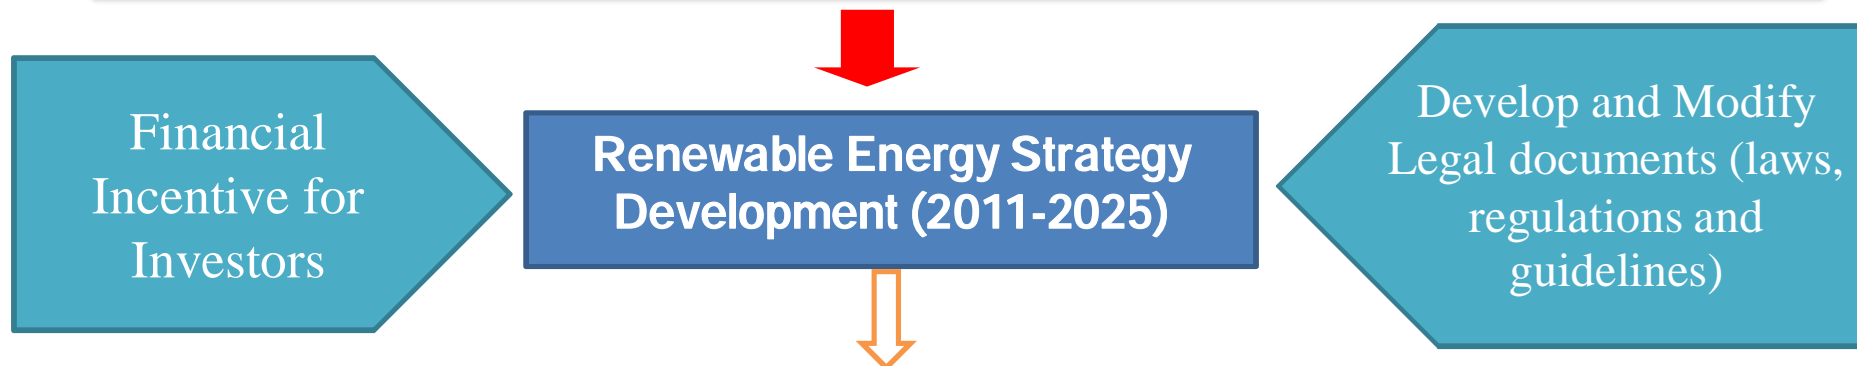 Financial
Incentive for
Investors
Renewable Energy Strategy
Development (2011-2025)
Develop and Modify
Legal documents (laws,
regulations and
guidelines)